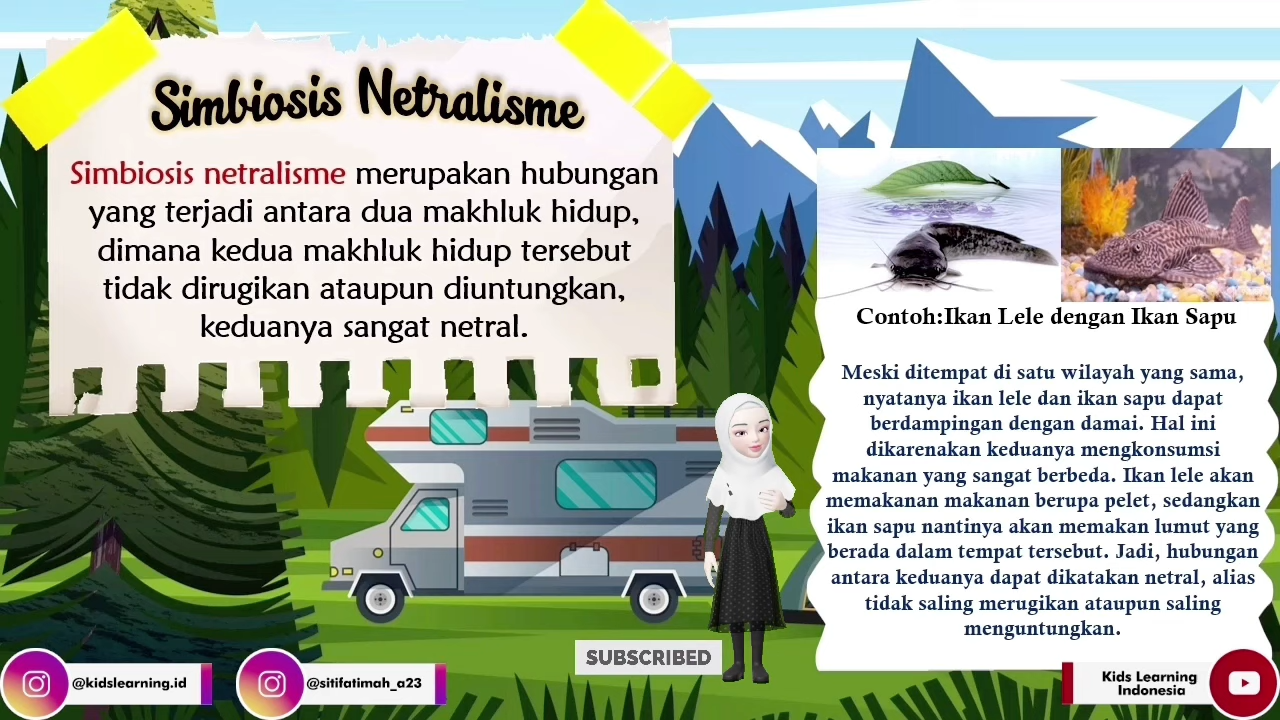 Simbiosis Netralisme
Simbiosis netralisme merupakan hubungan
yang terjadi antara dua makhluk hidup,
dimana kedua makhluk hidup tersebut
tidak dirugikan ataupun diuntungkan,
keduanya sangat netral.
Contoh:Ikan Lele dengan Ikan Sapu
Meski ditempat di satu wilayah yang sama,
nyatanya ikan lele dan ikan sapu dapat
berdampingan dengan damai. Hal ini
dikarenakan keduanya mengkonsumsi
makanan yang sangat berbeda. Ikan lele akan
memakanan makanan berupa pelet, sedangkan
ikan sapu nantinya akan memakan lumut yang
berada dalam tempat tersebut. Jadi, hubungan
antara keduanya dapat dikatakan netral, alias
tidak saling merugikan ataupun saling
menguntungkan.
SUBSCRIBED
@kidslearning.id
@sitifatimah_a23
Kids Learning
Indonesia